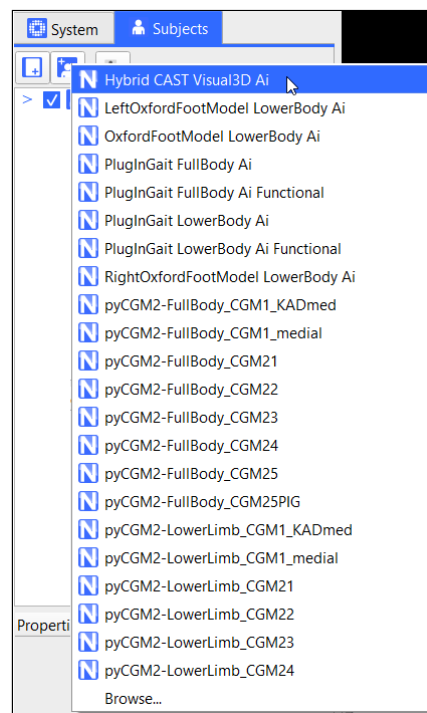 System
Subjects
Hybrid CAST Visual3D Ai
LeftOxfordFootModel LowerBody Ai
OxfordFootModel LowerBody Ai
PlugInGait FullBody Ai
PlugInGait FullBody Ai Functional
PlugInGait LowerBody Ai
PlugInGait LowerBody Ai Functional
RightOxfordFootModel LowerBody Ai
pyCGM2-FullBody_CGM1_KADmed
pyCGM2-FullBody_CGM1_medial
pyCGM2-FullBody_CGM21
pyCGM2-FullBody_CGM22
pyCGM2-FullBody_CGM23
pyCGM2-FullBody_CGM24
pyCGM2-FullBody_CGM25
pyCGM2-FullBody_CGM25PIG
pyCGM2-LowerLimb_CGM1_KADmed
pyCGM2-LowerLimb_CGM1_medial
pyCGM2-LowerLimb_CGM21
pyCGM2-LowerLimb_CGM22
pyCGM2-LowerLimb_CGM23
Properti
pyCGM2-LowerLimb_CGM24
Browse...